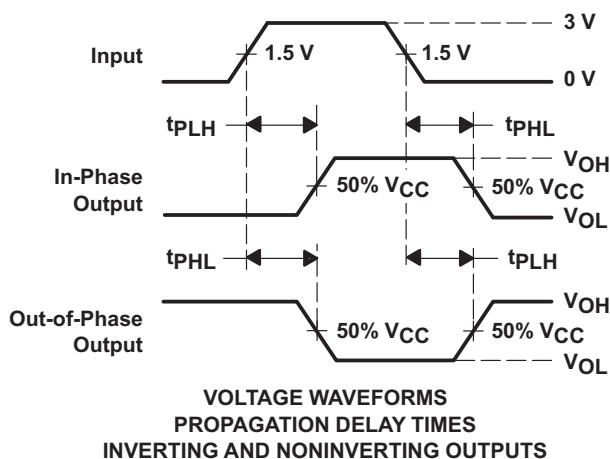 3 V
Input
1.5 V
1.5 V
0 V
tPLH
tPHL
VOH
In-Phase
Output
50% VCC
50% VCC
VOL
tPHL
tPLH
VOH
Out-of-Phase
Output
50% VCC
50% VCC
VOL
VOLTAGE WAVEFORMS
PROPAGATION DELAY TIMES
INVERTING AND NONINVERTING OUTPUTS